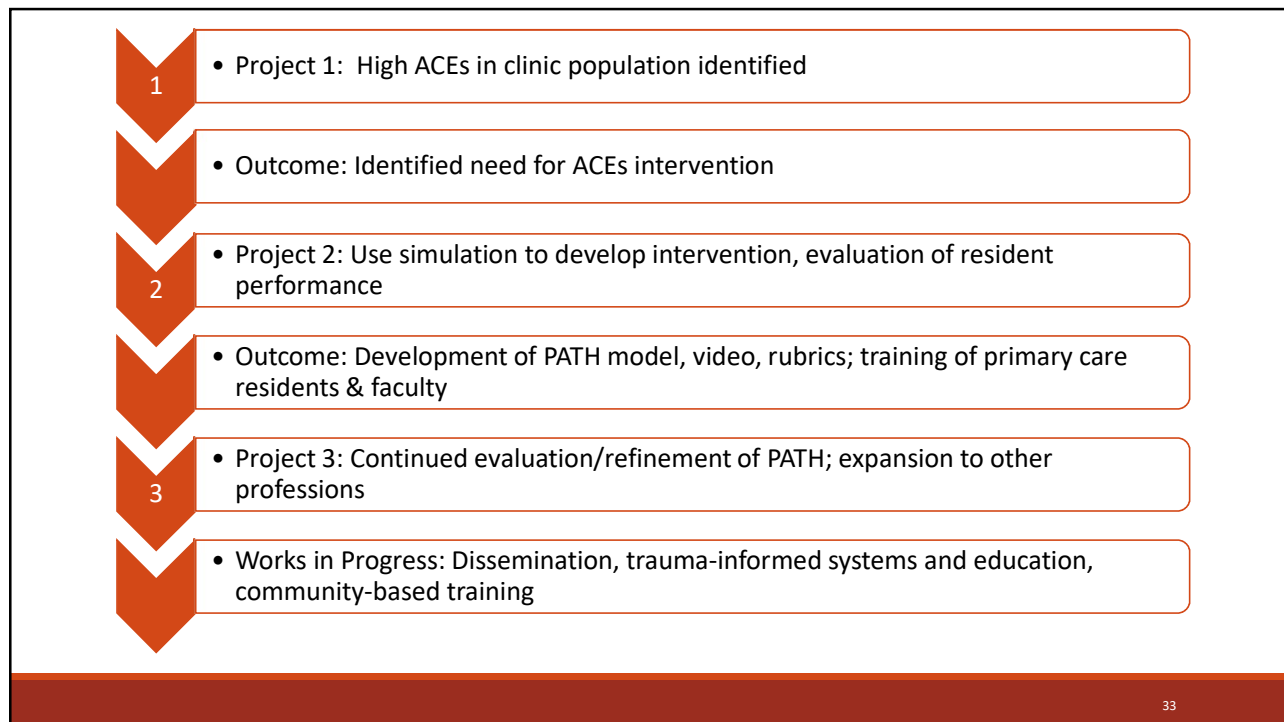 1
• Project 1:  High ACEs in clinic population identified
• Outcome: Identified need for ACEs intervention
2
• Project 2: Use simulation to develop intervention, evaluation of resident
performance
• Outcome: Development of PATH model, video, rubrics; training of primary care
residents & faculty
3
• Project 3: Continued evaluation/refinement of PATH; expansion to other
professions
• Works in Progress: Dissemination, trauma-informed systems and education,
community-based training
33